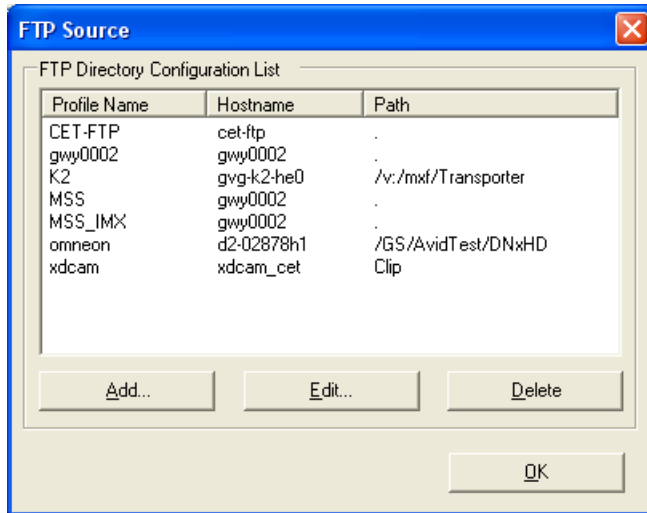 FTP Source
FTP Directory Configuration List
Profile Name Hostname Path
CET-FTP cet-ftp .
gwy0002 gwy0002 .
K2 gvg-k2-he0 /v:/mxf/Transporter
MSS gwy0002 .
MSS_IMX gwy0002 .
omneon d2-02878h1 /GS/AvidTest/DNxHD
xdcam xdcam_cet Clip
Add... Edit... Delete
OK